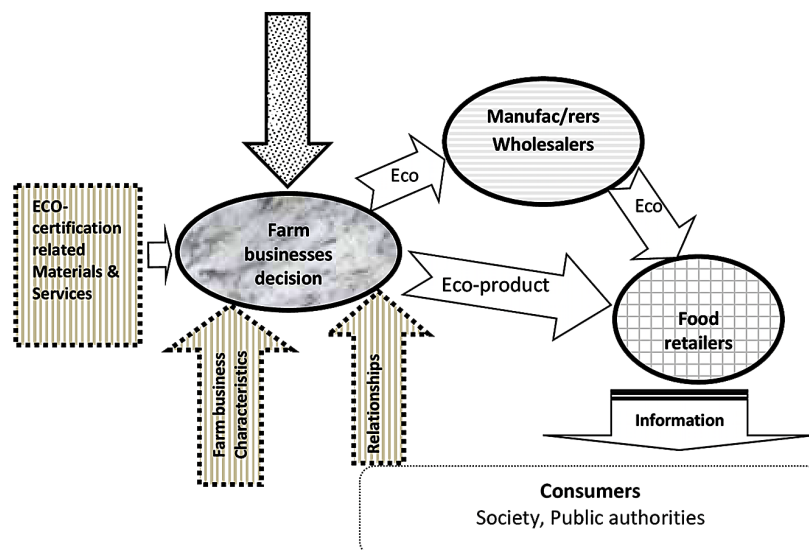 Manufac/rers
Wholesalers
Eco
Eco
ECO-
certification
related
Materials &
Services
Farm
businesses
decision
Eco-product
Food
retailers
Farm business
Characteristics
Relationships
Information
Consumers
Society, Public authorities